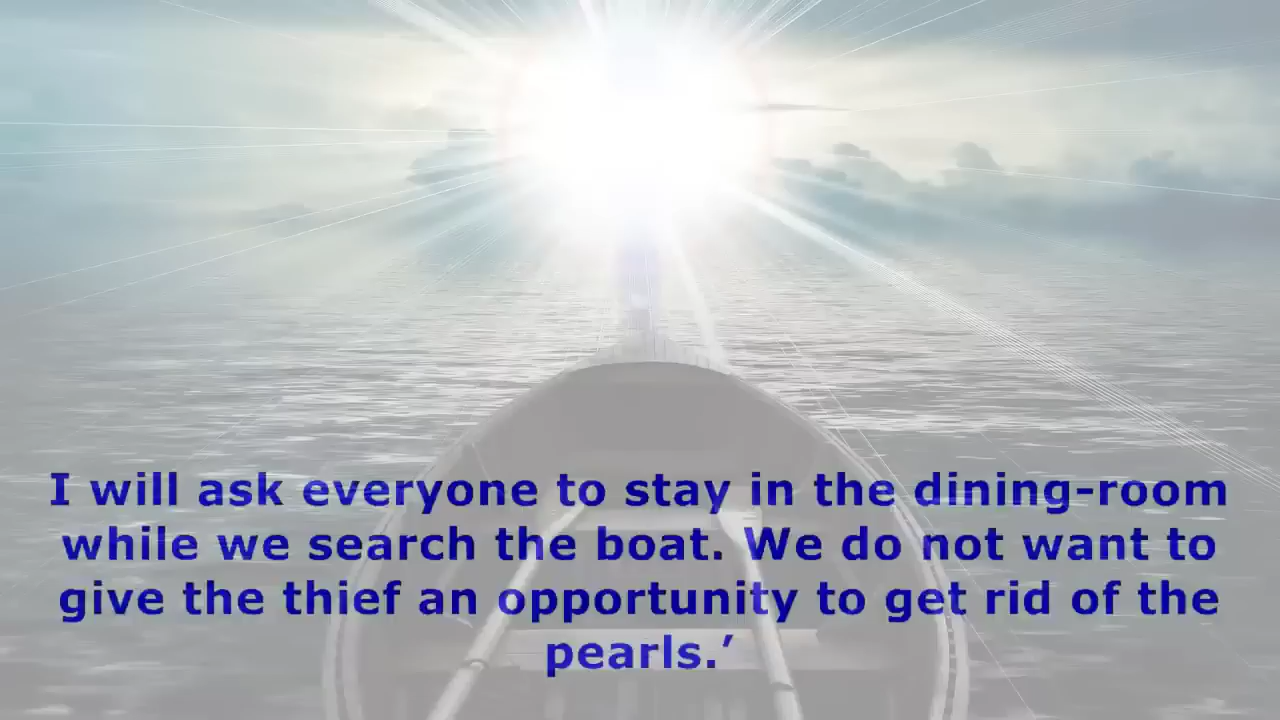 I will ask everyone to stay in the dining-room
while we search the boat. We do not want to
give the thief an opportunity to get rid of the
pearls.’